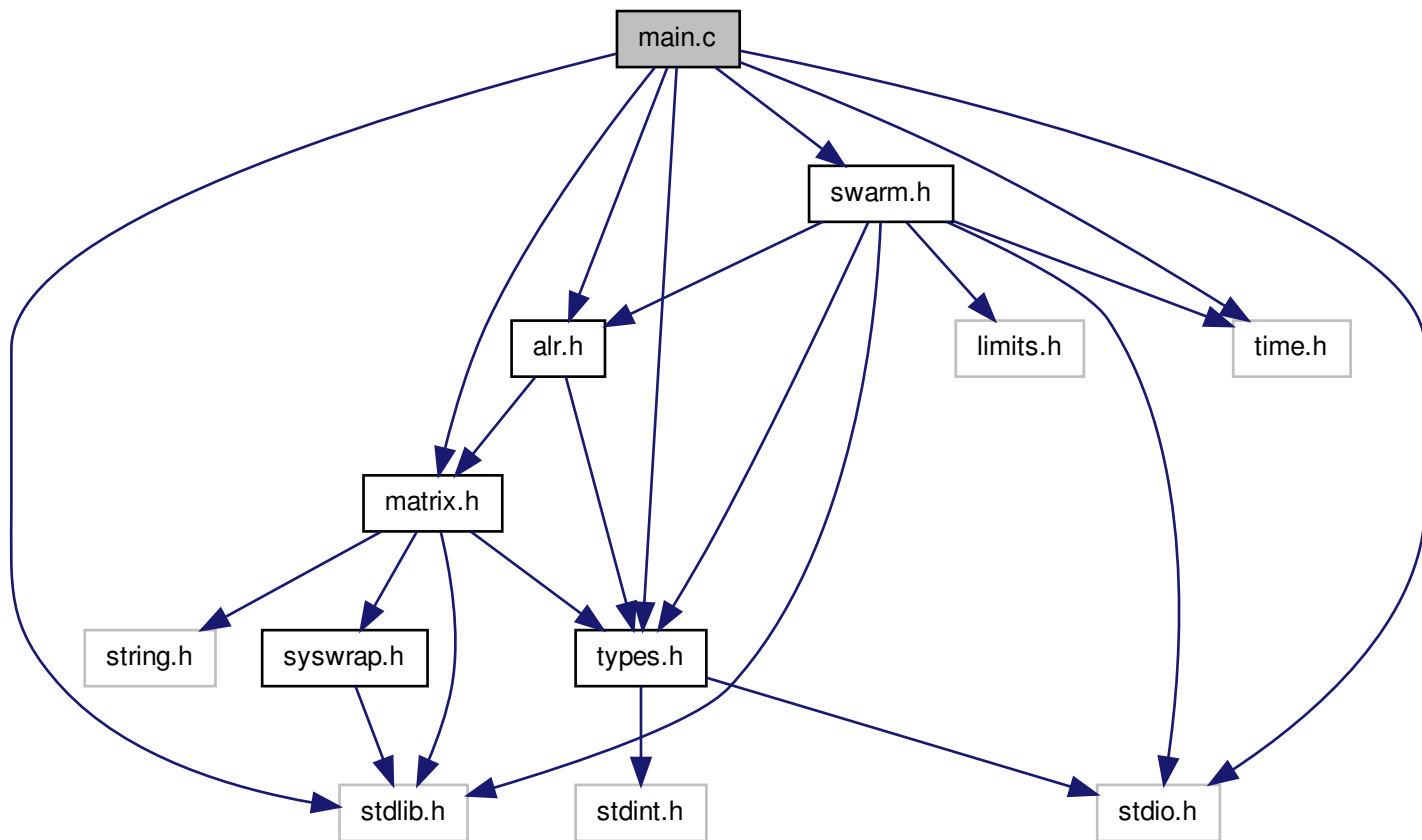 main.c
swarm.h
alr.h
limits.h
time.h
matrix.h
string.h
syswrap.h
types.h
stdlib.h
stdint.h
stdio.h